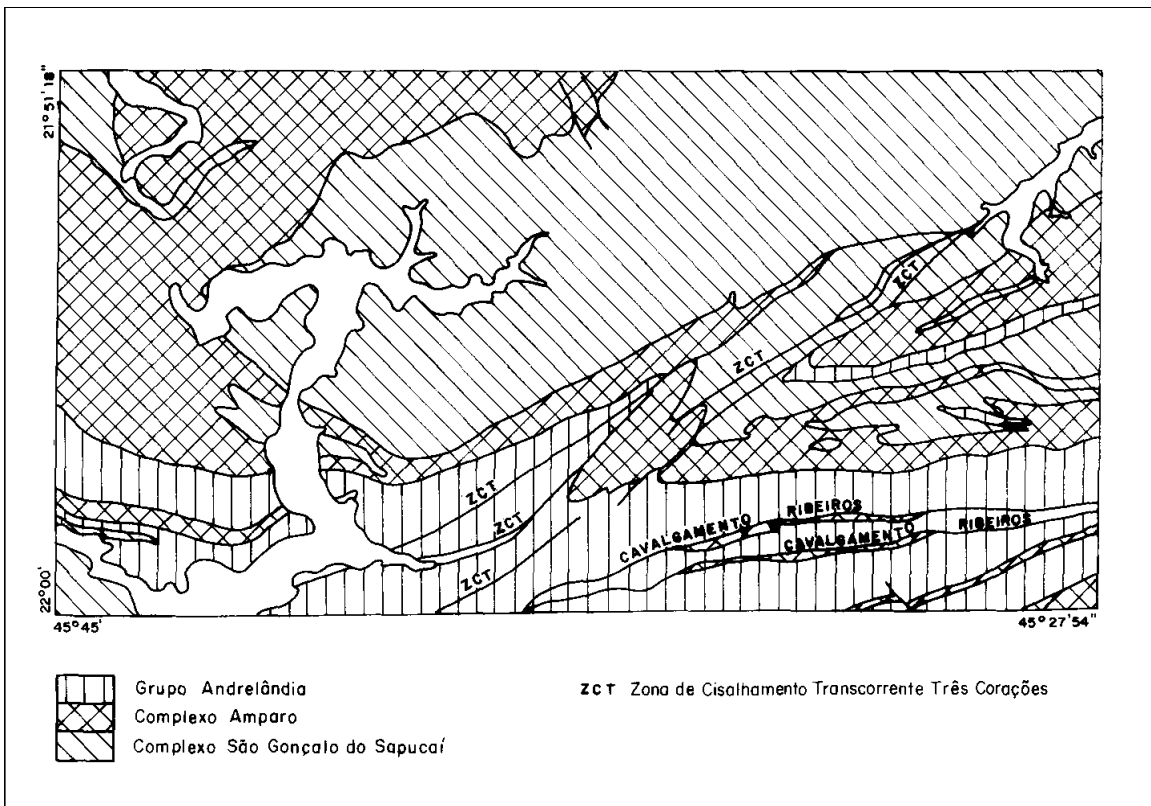 21° 51' 18"
ZCT
ZCT
ZCT
ZCT
RIBEIROS
CAVALGAMENTO
RIBEIROS
CAVALGAMENTO
ZCT
22° 00'
45° 45'
45° 27' 54"
Grupo Andrelândia
ZCT Zona de Cisalhamento Transcorrente Três Corações
Complexo Amparo
Complexo São Gonçalo do Sapucaí